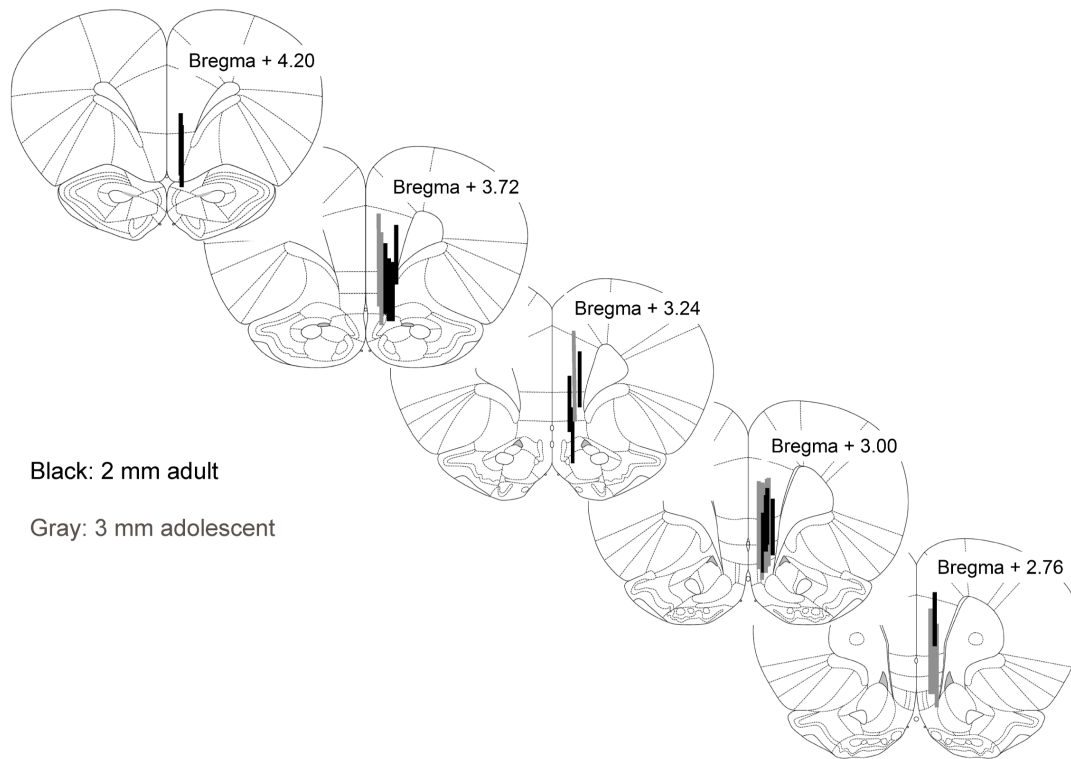 Bregma + 4.20
Bregma + 3.72
Bregma + 3.24
Bregma + 3.00
Black: 2 mm adult
Gray: 3 mm adolescent
Bregma + 2.76